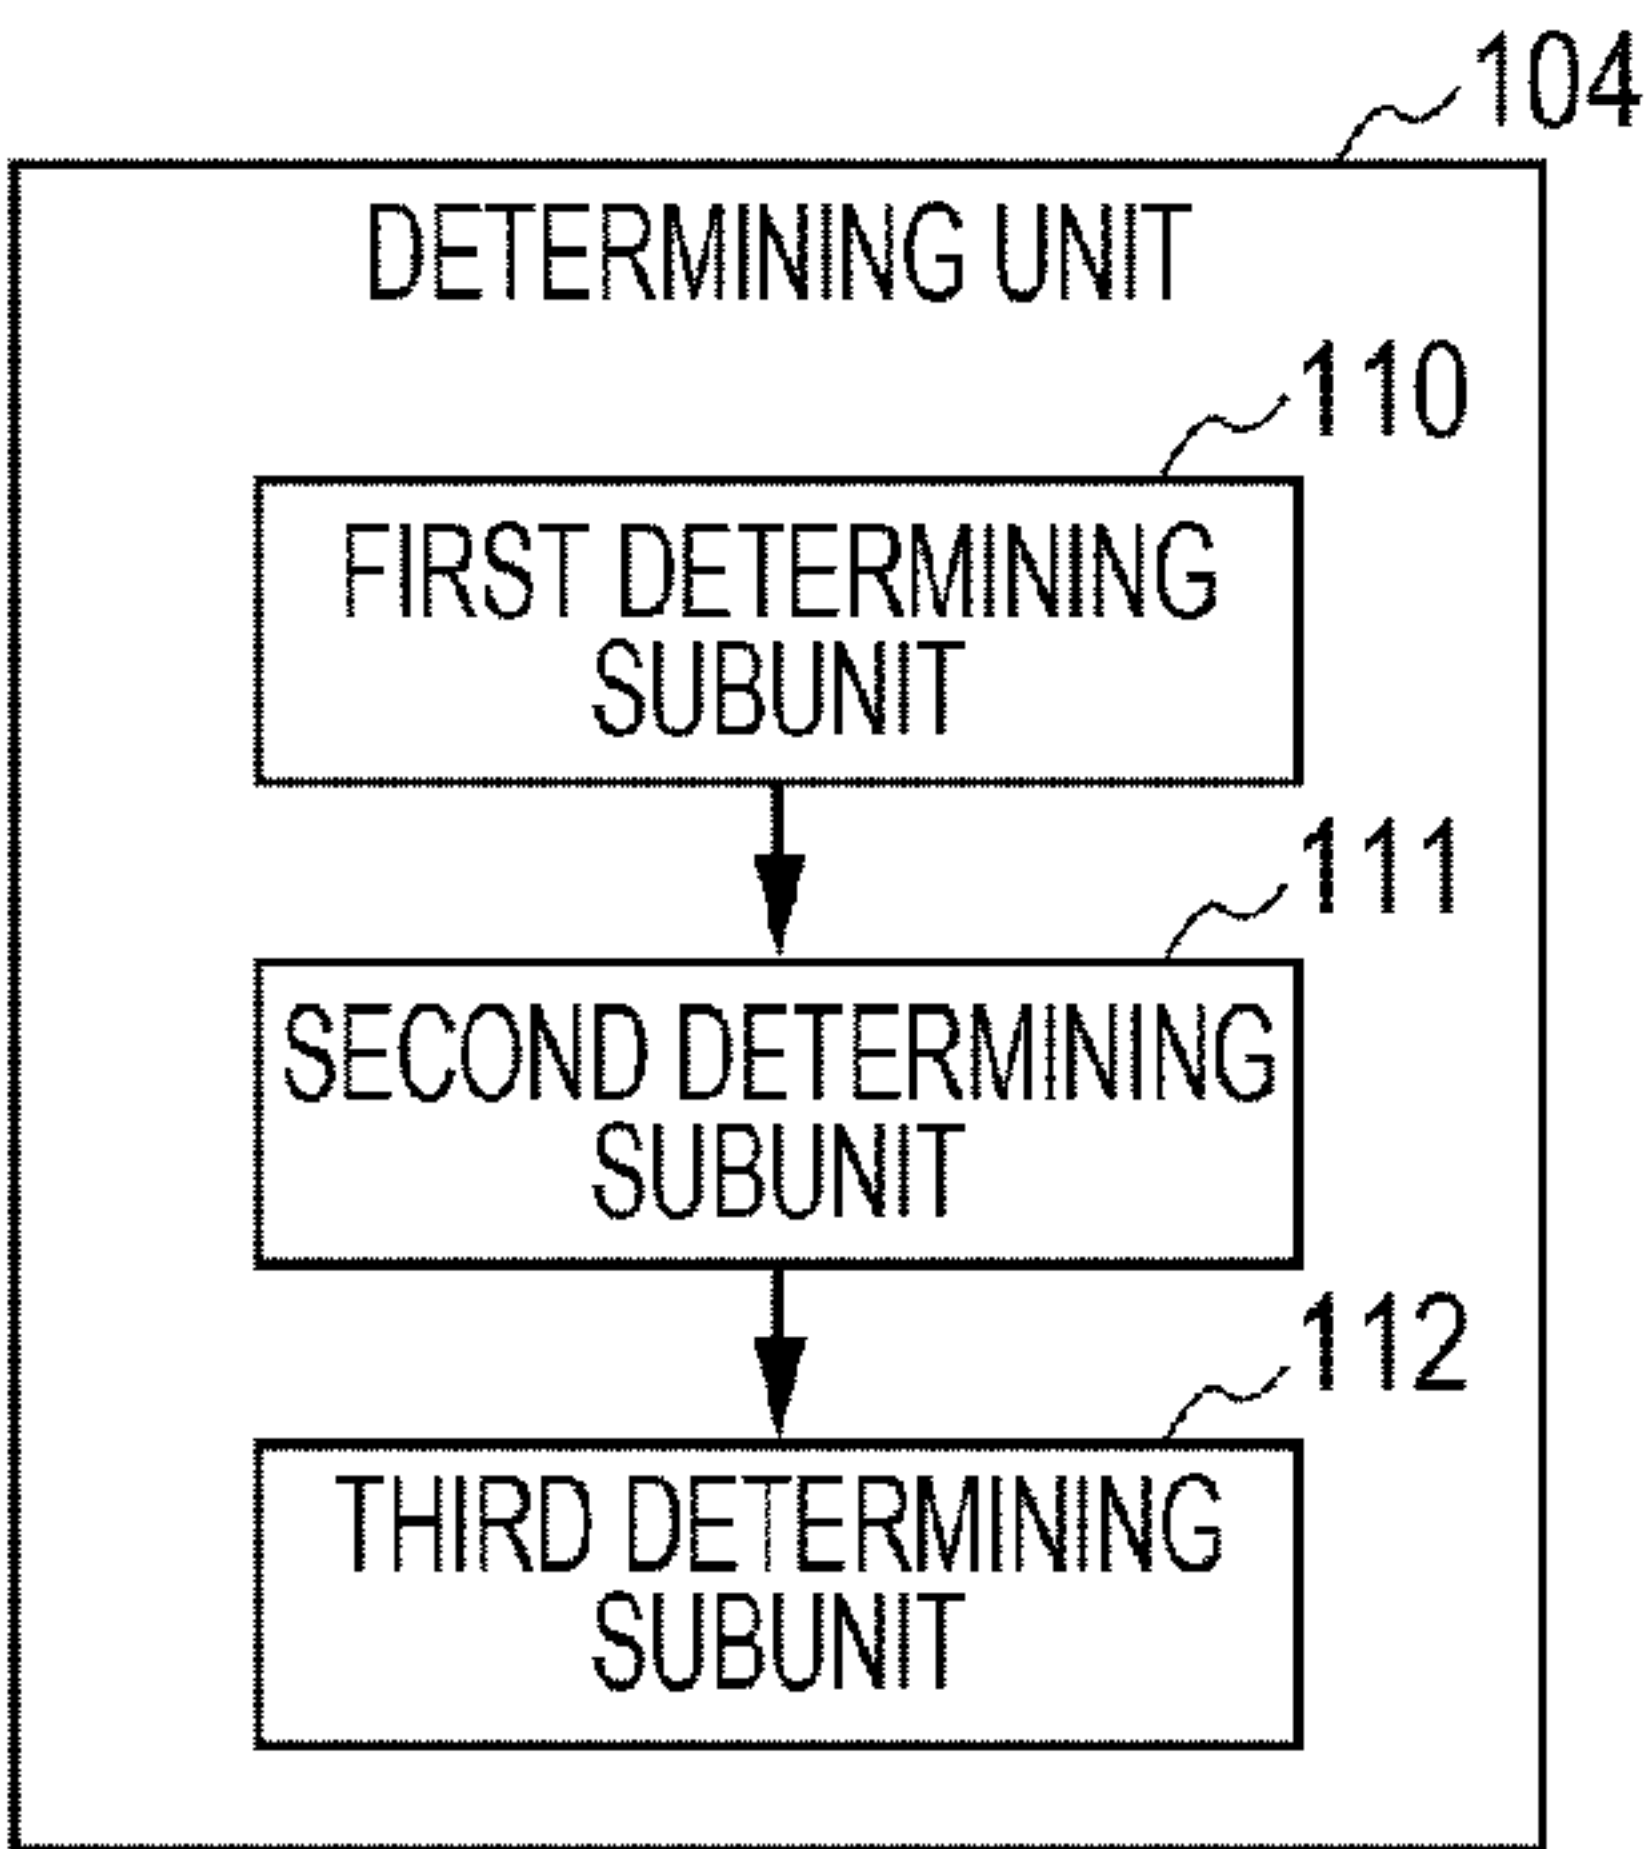 104
DETERMINING UNIT
110
FIRST DETERMINING
SUBUNIT
111
SECOND DETERMINING
SUBUNIT
112
THIRD DETERMINING
SUBUNIT